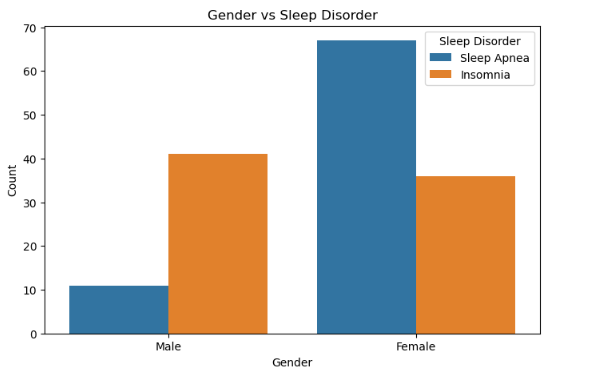 Gender vs Sleep Disorder
70
60
50
40
30
20
10
0
Count
Sleep Disorder
Sleep Apnea
Insomnia
Male
Female
Gender